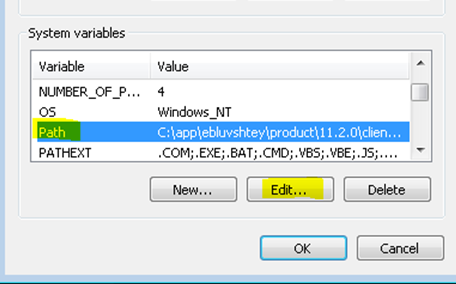 System variables
Variable Value
NUMBER_OF_P... 4
OS Windows_NT
Path C:\app\ebluvshtey\product\11.2.0\clien...
PATHEXT .COM;.EXE;.BAT;.CMD;.VBS;.VBE;.JS;....
New... Edit... Delete
OK Cancel